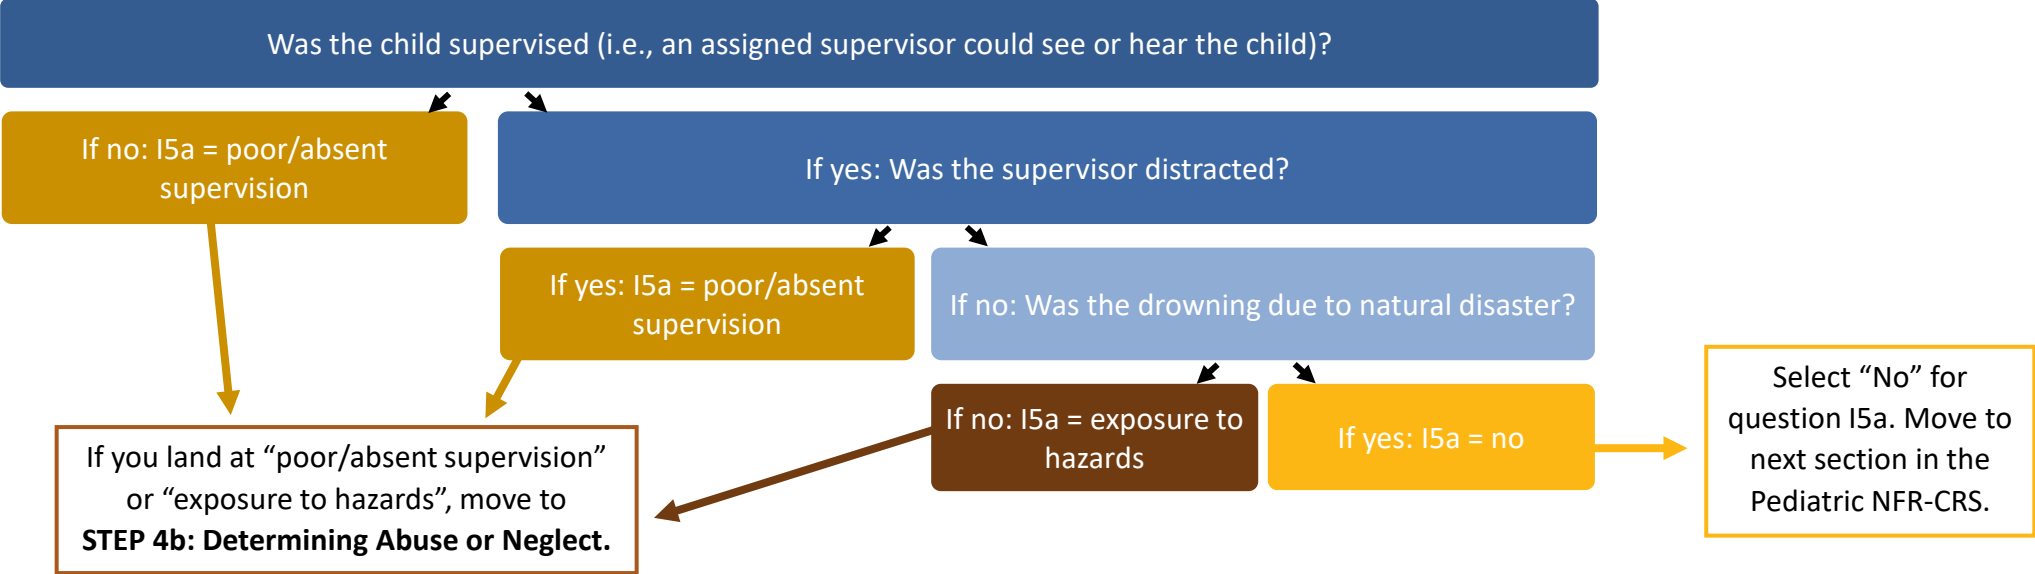 Was the child supervised (i.e., an assigned supervisor could see or hear the child)?
If no: I5a = poor/absent
supervision
If yes: Was the supervisor distracted?
If yes: I5a = poor/absent
supervision
If no: Was the drowning due to natural disaster?
If no: I5a = exposure to
hazards
If yes: I5a = no
Select “No” for
question I5a. Move to
next section in the
Pediatric NFR-CRS.
If you land at “poor/absent supervision”
or “exposure to hazards”, move to
STEP 4b: Determining Abuse or Neglect.